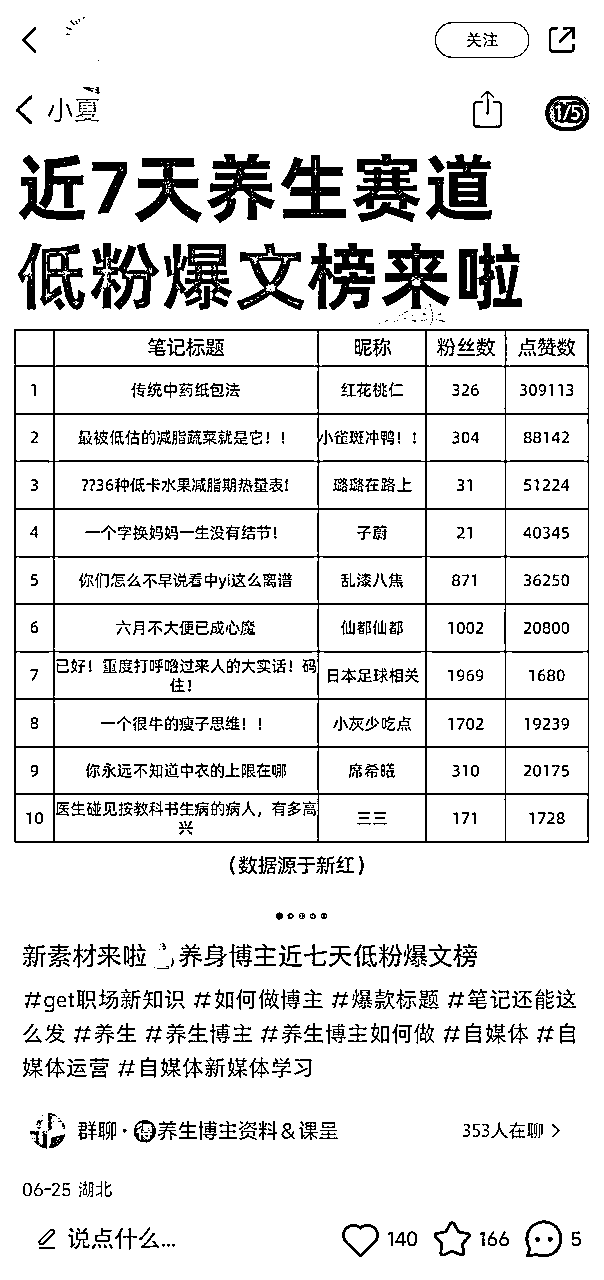 关注
小夏
1/5
近7天养生赛道
低粉爆文榜来啦
笔记标题 昵称 粉丝数 点赞数
1 传统中药纸包法 红花桃仁 326 309113
2 最被低估的减脂蔬菜就是它！！ 小雀斑冲鸭！！ 304 88142
3 ??36种低卡水果减脂期热量表! 璐璐在路上 31 51224
4 一个字换妈妈一生没有结节! 子蔚 21 40345
5 你们怎么不早说看中yi这么离谱 乱漆八焦 871 36250
6 六月不大便已成心魔 仙都仙都 1002 20800
7 已好！重度打呼噜过来人的大实话！码
住! 日本足球相关 1969 1680
8 一个很牛的瘦子思维！！ 小灰少吃点 1702 19239
9 你永远不知道中衣的上限在哪 席希晞 310 20175
10 医生碰见按教科书生病的病人，有多高
兴 三三 171 1728
（数据源于新红）
新素材来啦 养身博主近七天低粉爆文榜
#get职场新知识 #如何做博主 #爆款标题 #笔记还能这
么发 #养生 #养生博主 #养生博主如何做 #自媒体 #自
媒体运营 #自媒体新媒体学习
群聊·得养生博主资料&课呈
353人在聊
06-25 湖北
说点什么...
140 166 5